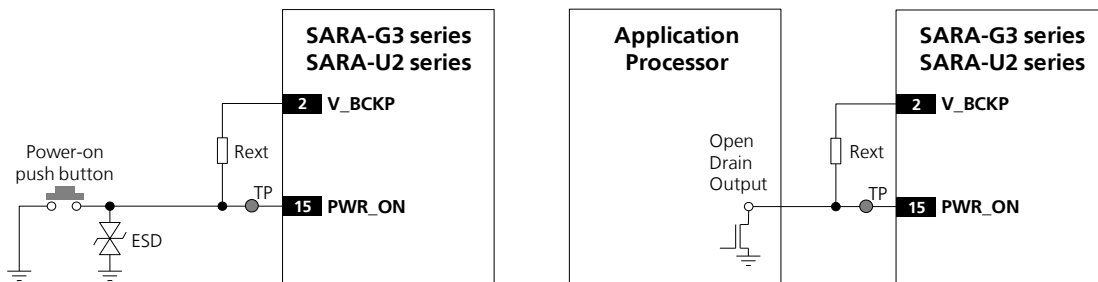 SARA-G3 series
SARA-U2 series
2 V_BCKP
Rext
Power-on
push button
TP
15 PWR_ON
ESD
Application
Processor
Open
Drain
Output
SARA-G3 series
SARA-U2 series
2 V_BCKP
Rext
TP
15 PWR_ON